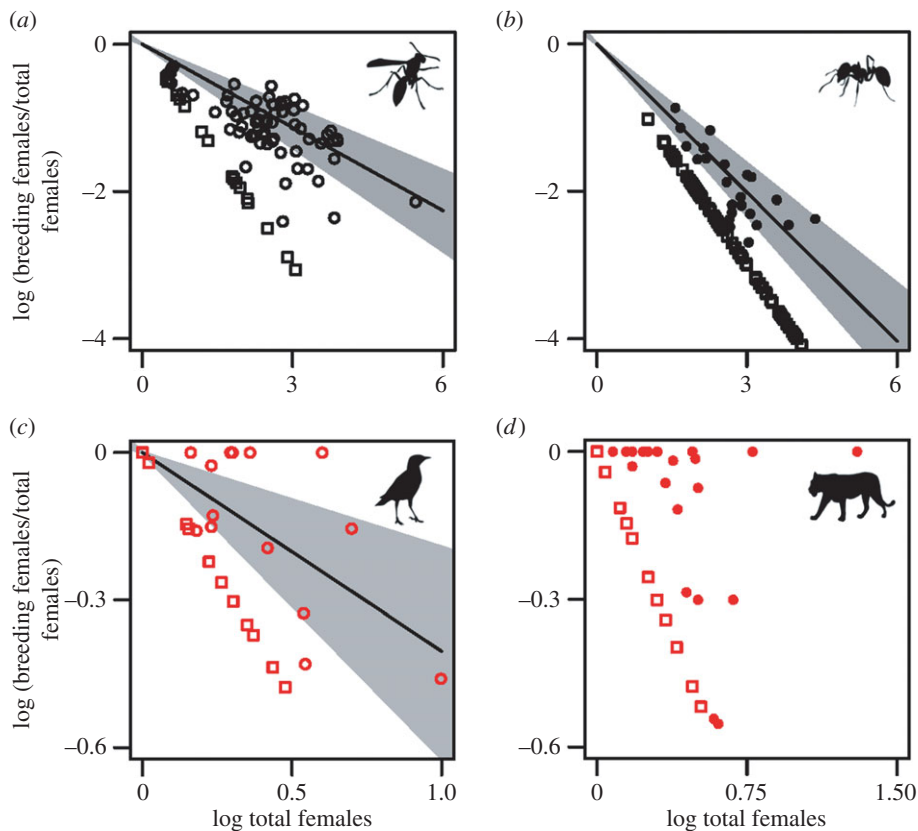 (a)
(b)
log (breeding females/total
females)
0
−2
−4
0
3
6
0
−2
−4
0
3
6
(c)
(d)
log (breeding females/total
females)
0
−0.3
−0.6
0
0.5
1.0
log total females
0
−0.3
−0.6
0
0.75
1.50
log total females